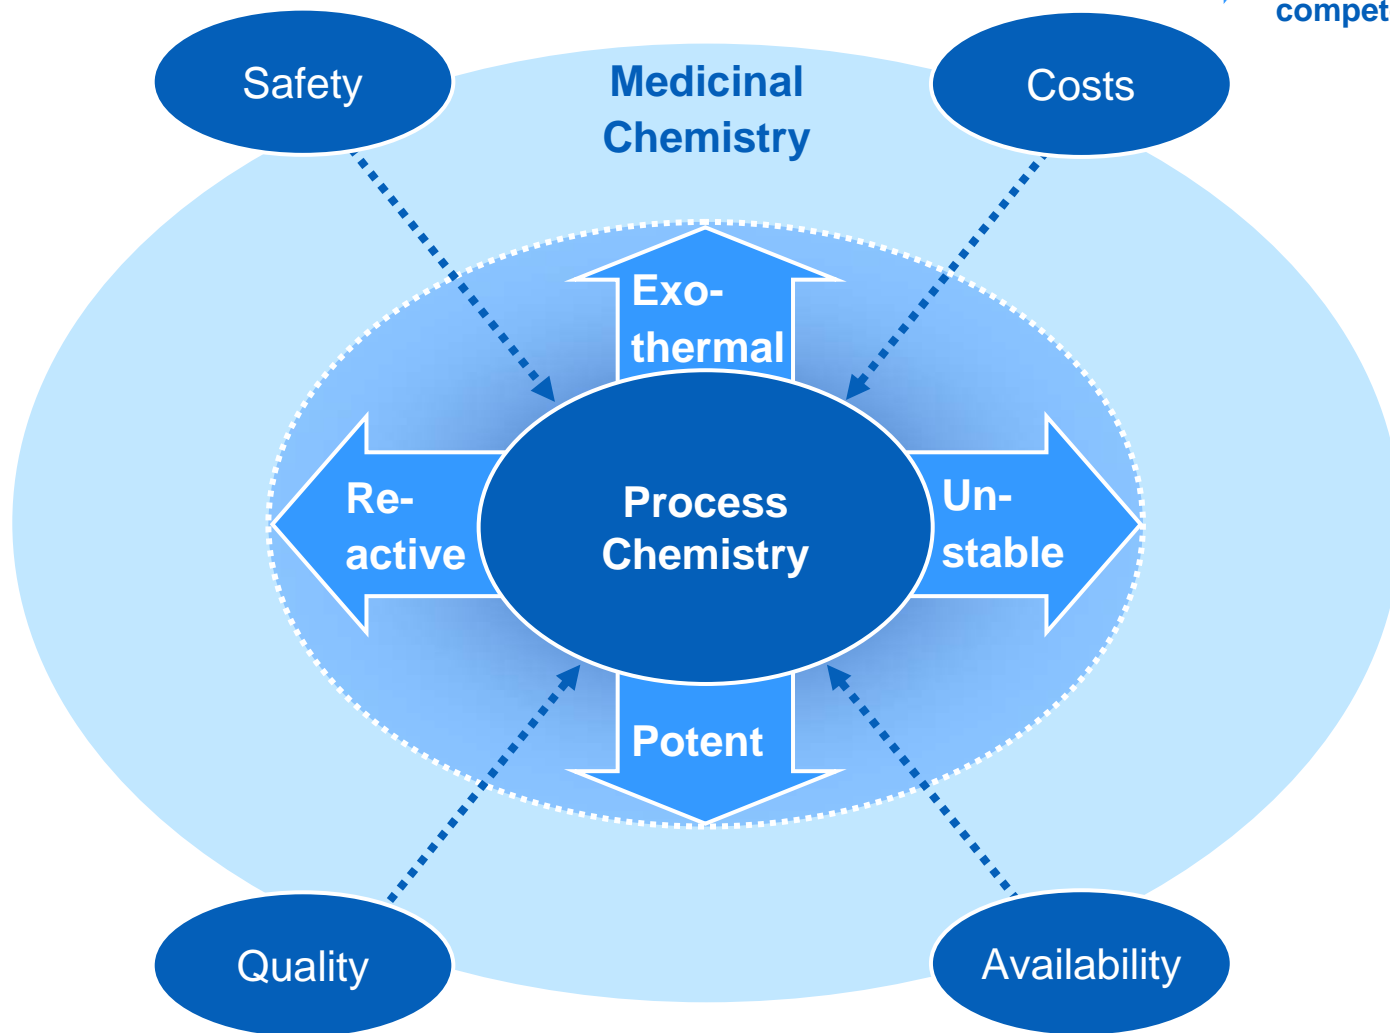 compet
Safety
Medicinal
Chemistry
Costs
Exo-
thermal
Re-
active
Process
Chemistry
Un-
stable
Potent
Quality
Availability